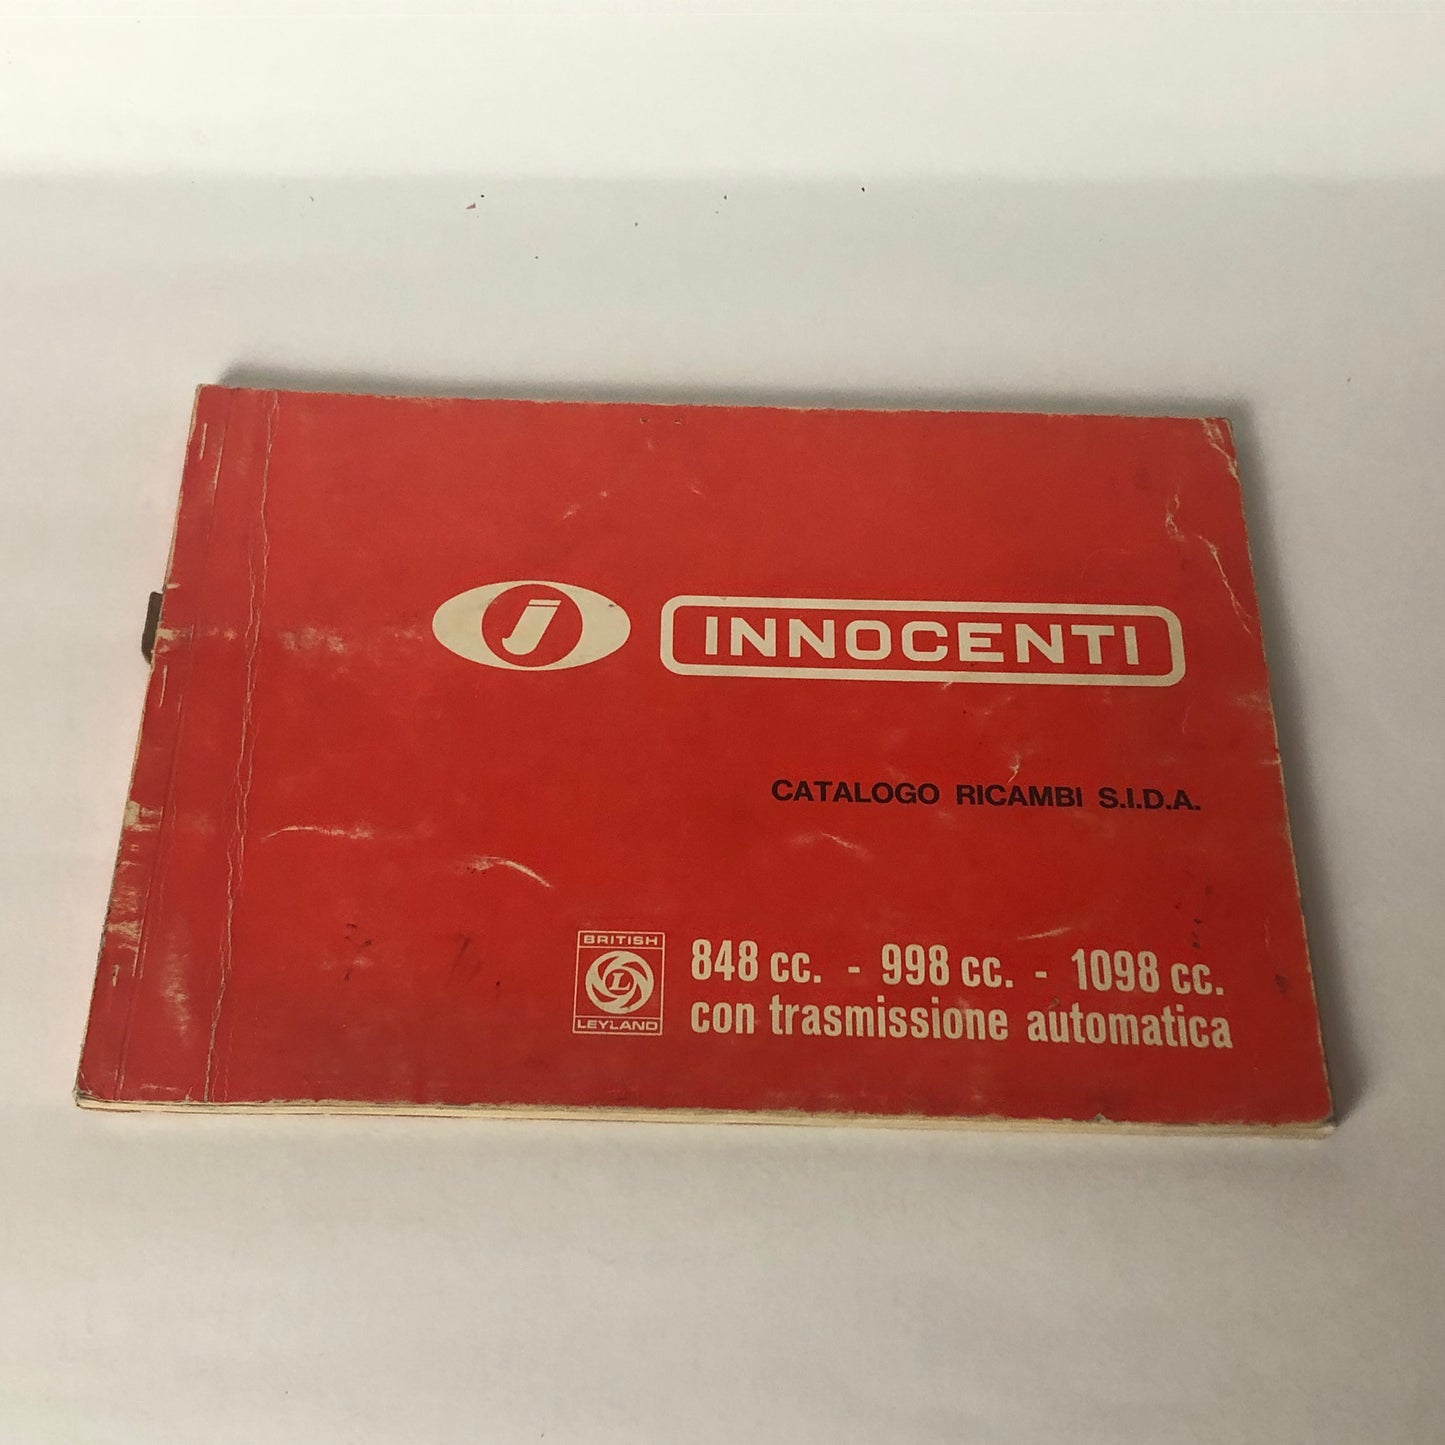 j INNOCENTI
CATALOGO RICAMBI S.I.D.A.
BRITISH
L
LEYLAND
848 cc. - 998 cc. - 1098 cc.
con trasmissione automatica